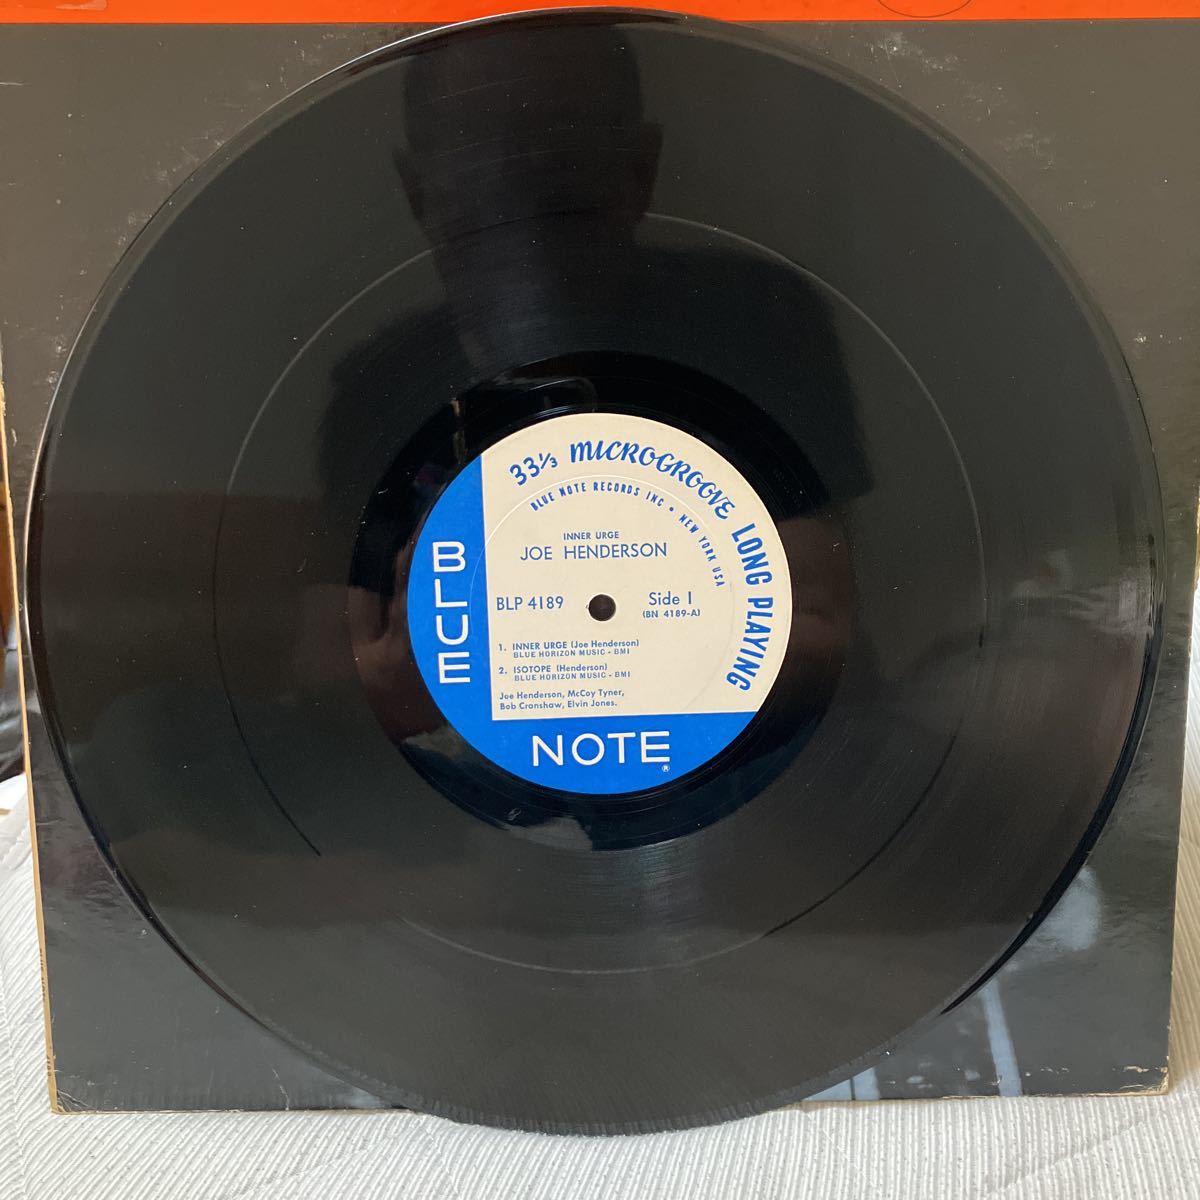 33⅓ MICROGROOVE LONG PLAYING
BLUE NOTE RECORDS INC • NEW YORK USA
INNER URGE
JOE HENDERSON
BLP 4189
Side 1
(BN 4189-A)
1. INNER URGE (Joe Henderson)
BLUE HORIZON MUSIC - BMI
2. ISOTOPE (Henderson)
BLUE HORIZON MUSIC - BMI
Joe Henderson, McCoy Tyner,
Bob Cranshaw, Elvin Jones.
BLUE
NOTE
®